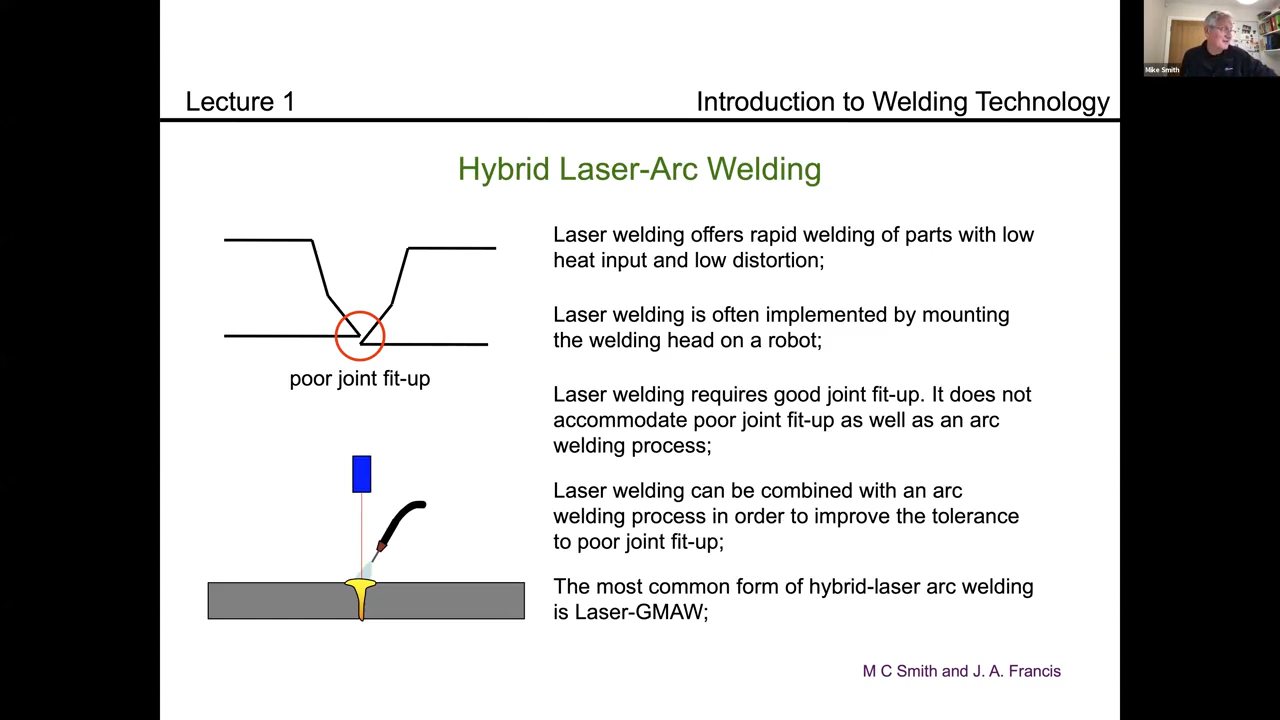 Mike Smith
Lecture 1
Introduction to Welding Technology
Hybrid Laser-Arc Welding
poor joint fit-up
Laser welding offers rapid welding of parts with low
heat input and low distortion;
Laser welding is often implemented by mounting
the welding head on a robot;
Laser welding requires good joint fit-up. It does not
accommodate poor joint fit-up as well as an arc
welding process;
Laser welding can be combined with an arc
welding process in order to improve the tolerance
to poor joint fit-up;
The most common form of hybrid-laser arc welding
is Laser-GMAW;
M C Smith and J. A. Francis